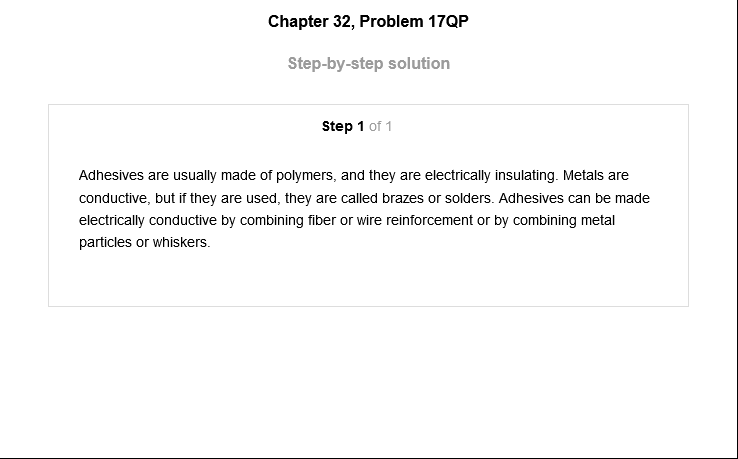 Chapter 32, Problem 17QP
Step-by-step solution
Step 1 of 1
Adhesives are usually made of polymers, and they are electrically insulating. Metals are
conductive, but if they are used, they are called brazes or solders. Adhesives can be made
electrically conductive by combining fiber or wire reinforcement or by combining metal
particles or whiskers.